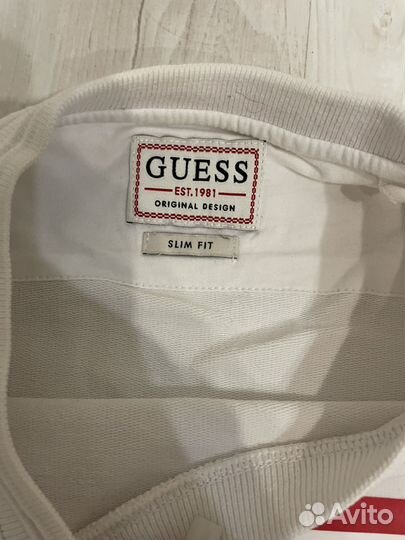 GUESS
EST. 1981
ORIGINAL DESIGN
SLIM FIT
Avito